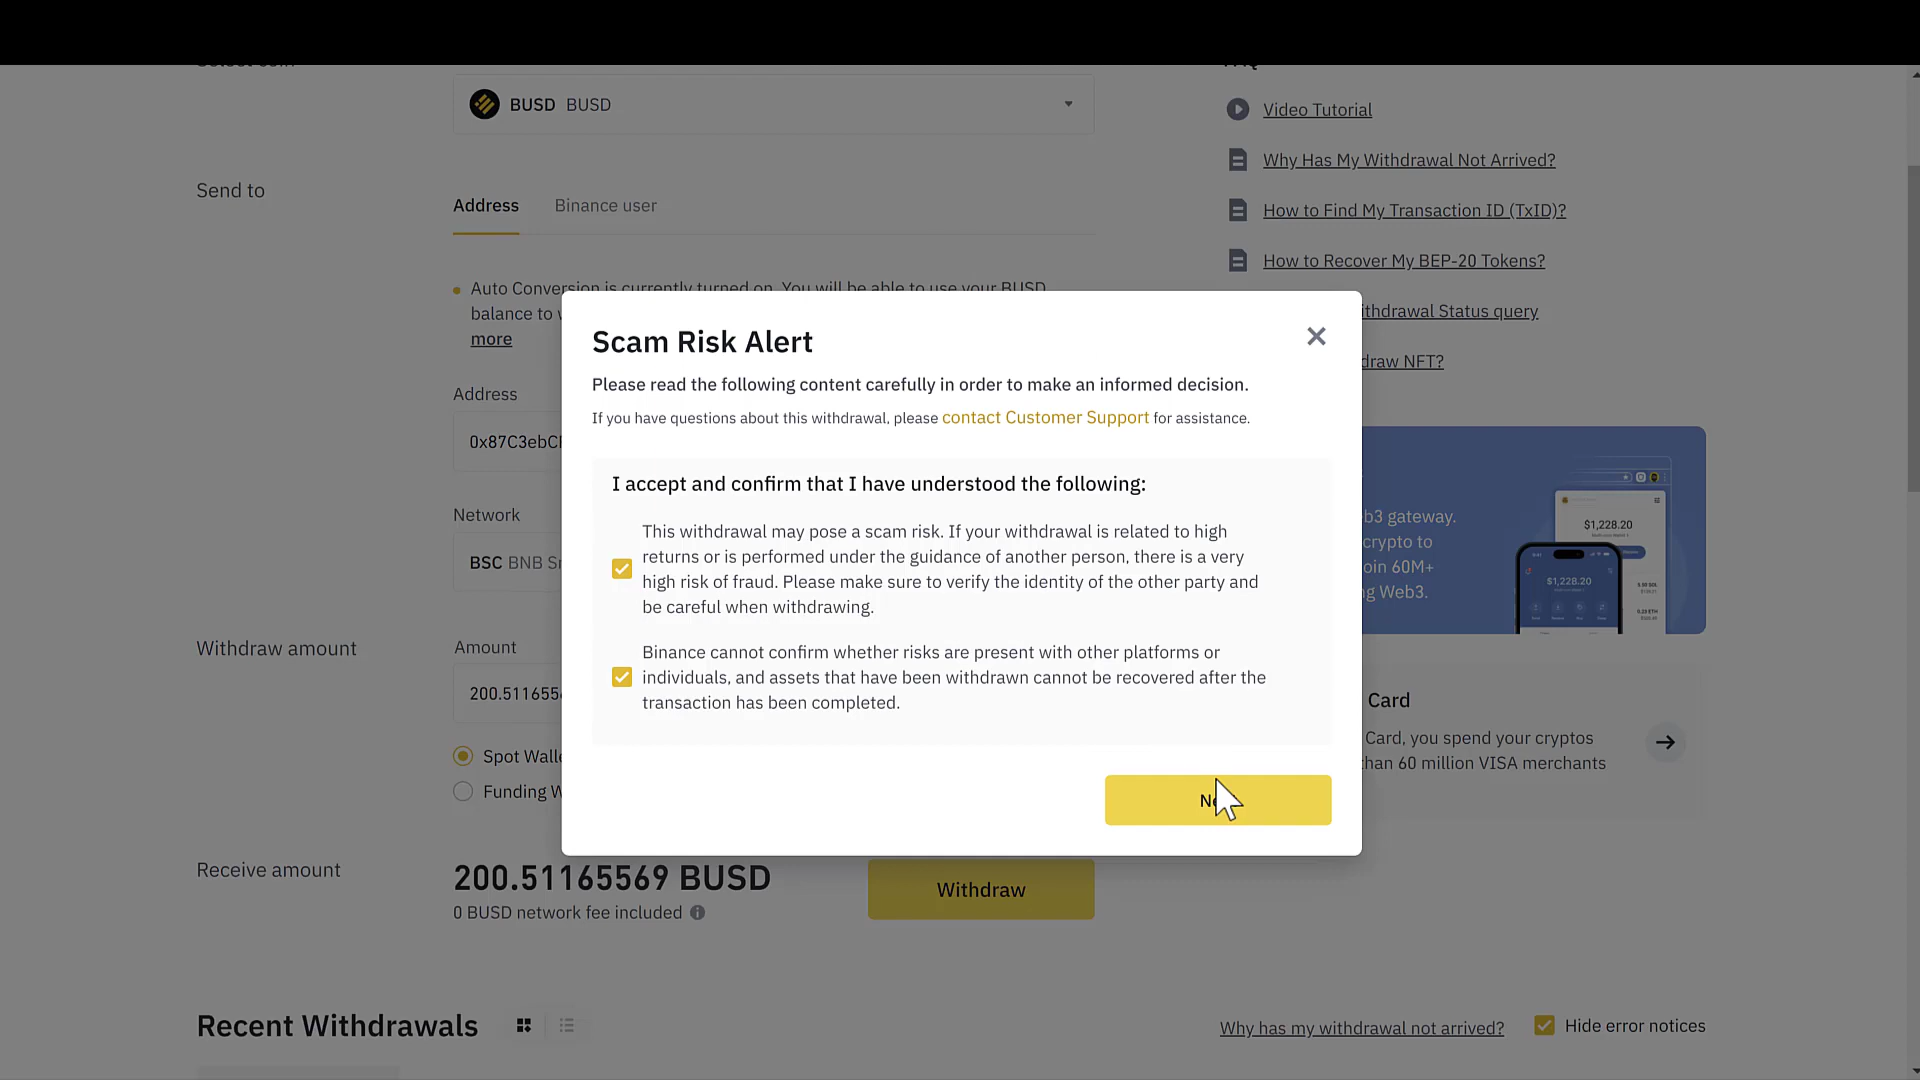 BUSD BUSD
Video Tutorial
Why Has My Withdrawal Not Arrived?
Send to
Address Binance user
How to Find My Transaction ID (TxID)?
How to Recover My BEP-20 Tokens?
Auto Conversion is currently turned on. You will be able to use your BUSD
balance to
more
ithdrawal Status query
draw NFT?
Scam Risk Alert
Please read the following content carefully in order to make an informed decision.
If you have questions about this withdrawal, please contact Customer Support for assistance.
Address
0x87C3ebC
I accept and confirm that I have understood the following:
This withdrawal may pose a scam risk. If your withdrawal is related to high
returns or is performed under the guidance of another person, there is a very
high risk of fraud. Please make sure to verify the identity of the other party and
be careful when withdrawing.
Binance cannot confirm whether risks are present with other platforms or
individuals, and assets that have been withdrawn cannot be recovered after the
transaction has been completed.
Network
BSC BNB
b3 gateway.
crypto to
oin 60M+
g Web3.
$1,228.20
$1,228.20
Withdraw amount
Amount
200.511655
Spot Walle
Funding W
Card
Card, you spend your cryptos
han 60 million VISA merchants
Receive amount
200.51165569 BUSD
0 BUSD network fee included
Withdraw
Recent Withdrawals
Why has my withdrawal not arrived?
Hide error notices